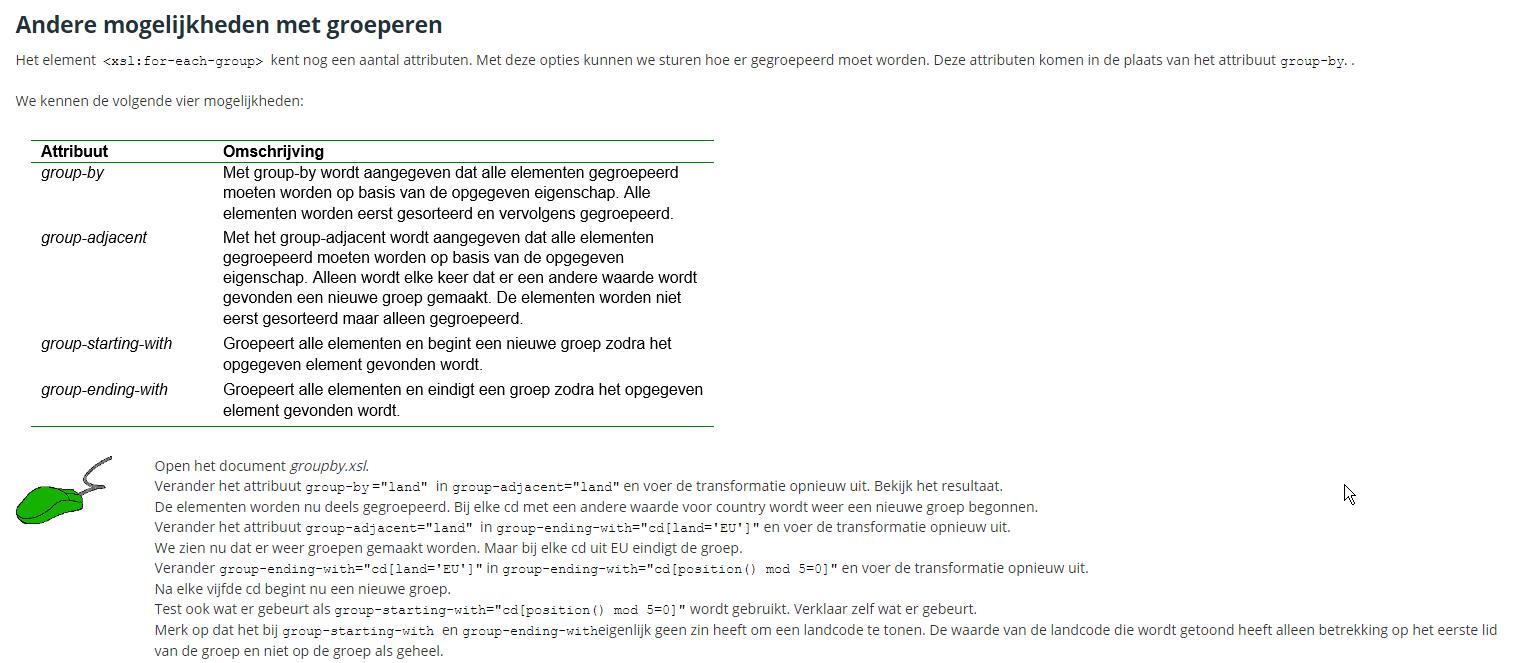 Andere mogelijkheden met groeperen
Het element <xsl:for-each-group> kent nog een aantal attributen. Met deze opties kunnen we sturen hoe er gegroepeerd moet worden. Deze attributen komen in de plaats van het attribuut group-by. .
We kennen de volgende vier mogelijkheden:
Attribuut Omschrijving
group-by Met group-by wordt aangegeven dat alle elementen gegroepeerd
moeten worden op basis van de opgegeven eigenschap. Alle
elementen worden eerst gesorteerd en vervolgens gegroepeerd.
group-adjacent Met het group-adjacent wordt aangegeven dat alle elementen
gegroepeerd moeten worden op basis van de opgegeven
eigenschap. Alleen wordt elke keer dat er een andere waarde wordt
gevonden een nieuwe groep gemaakt. De elementen worden niet
eerst gesorteerd maar alleen gegroepeerd.
group-starting-with Groepeert alle elementen en begint een nieuwe groep zodra het
opgegeven element gevonden wordt.
group-ending-with Groepeert alle elementen en eindigt een groep zodra het opgegeven
element gevonden wordt.
Open het document groupby.xsl.
Verander het attribuut group-by="land" in group-adjacent="land" en voer de transformatie opnieuw uit. Bekijk het resultaat.
De elementen worden nu deels gegroepeerd. Bij elke cd met een andere waarde voor country wordt weer een nieuwe groep begonnen.
Verander het attribuut group-adjacent="land" in group-ending-with="cd[land='EU']" en voer de transformatie opnieuw uit.
We zien nu dat er weer groepen gemaakt worden. Maar bij elke cd uit EU eindigt de groep.
Verander group-ending-with="cd[land='EU']" in group-ending-with="cd[position() mod 5=0]" en voer de transformatie opnieuw uit.
Na elke vijfde cd begint nu een nieuwe groep.
Test ook wat er gebeurt als group-starting-with="cd[position() mod 5=0]" wordt gebruikt. Verklaar zelf wat er gebeurt.
Merk op dat het bij group-starting-with en group-ending-witheigenlijk geen zin heeft om een landcode te tonen. De waarde van de landcode die wordt getoond heeft alleen betrekking op het eerste lid
van de groep en niet op de groep als geheel.